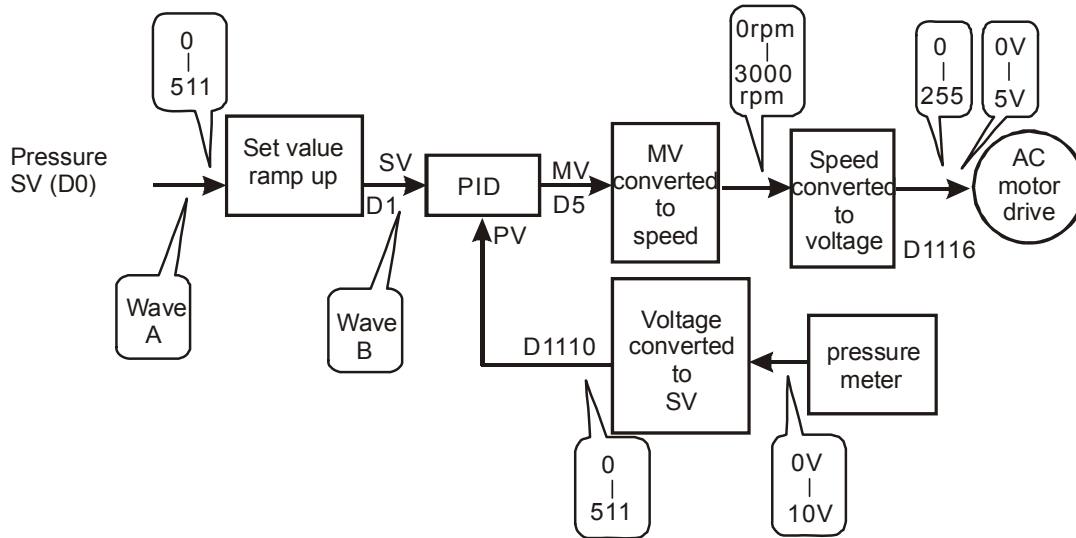 0
|
511
Pressure
SV (D0)
Wave
A
Set value
ramp up
SV
D1
Wave
B
PID
PV
MV
D5
MV
converted
to
speed
0rpm
|
3000
rpm
Speed
converted
to
voltage
D1116
0
|
255
0V
|
5V
AC
motor
drive
D1110
0
|
511
Voltage
converted
to
SV
0V
|
10V
pressure
meter